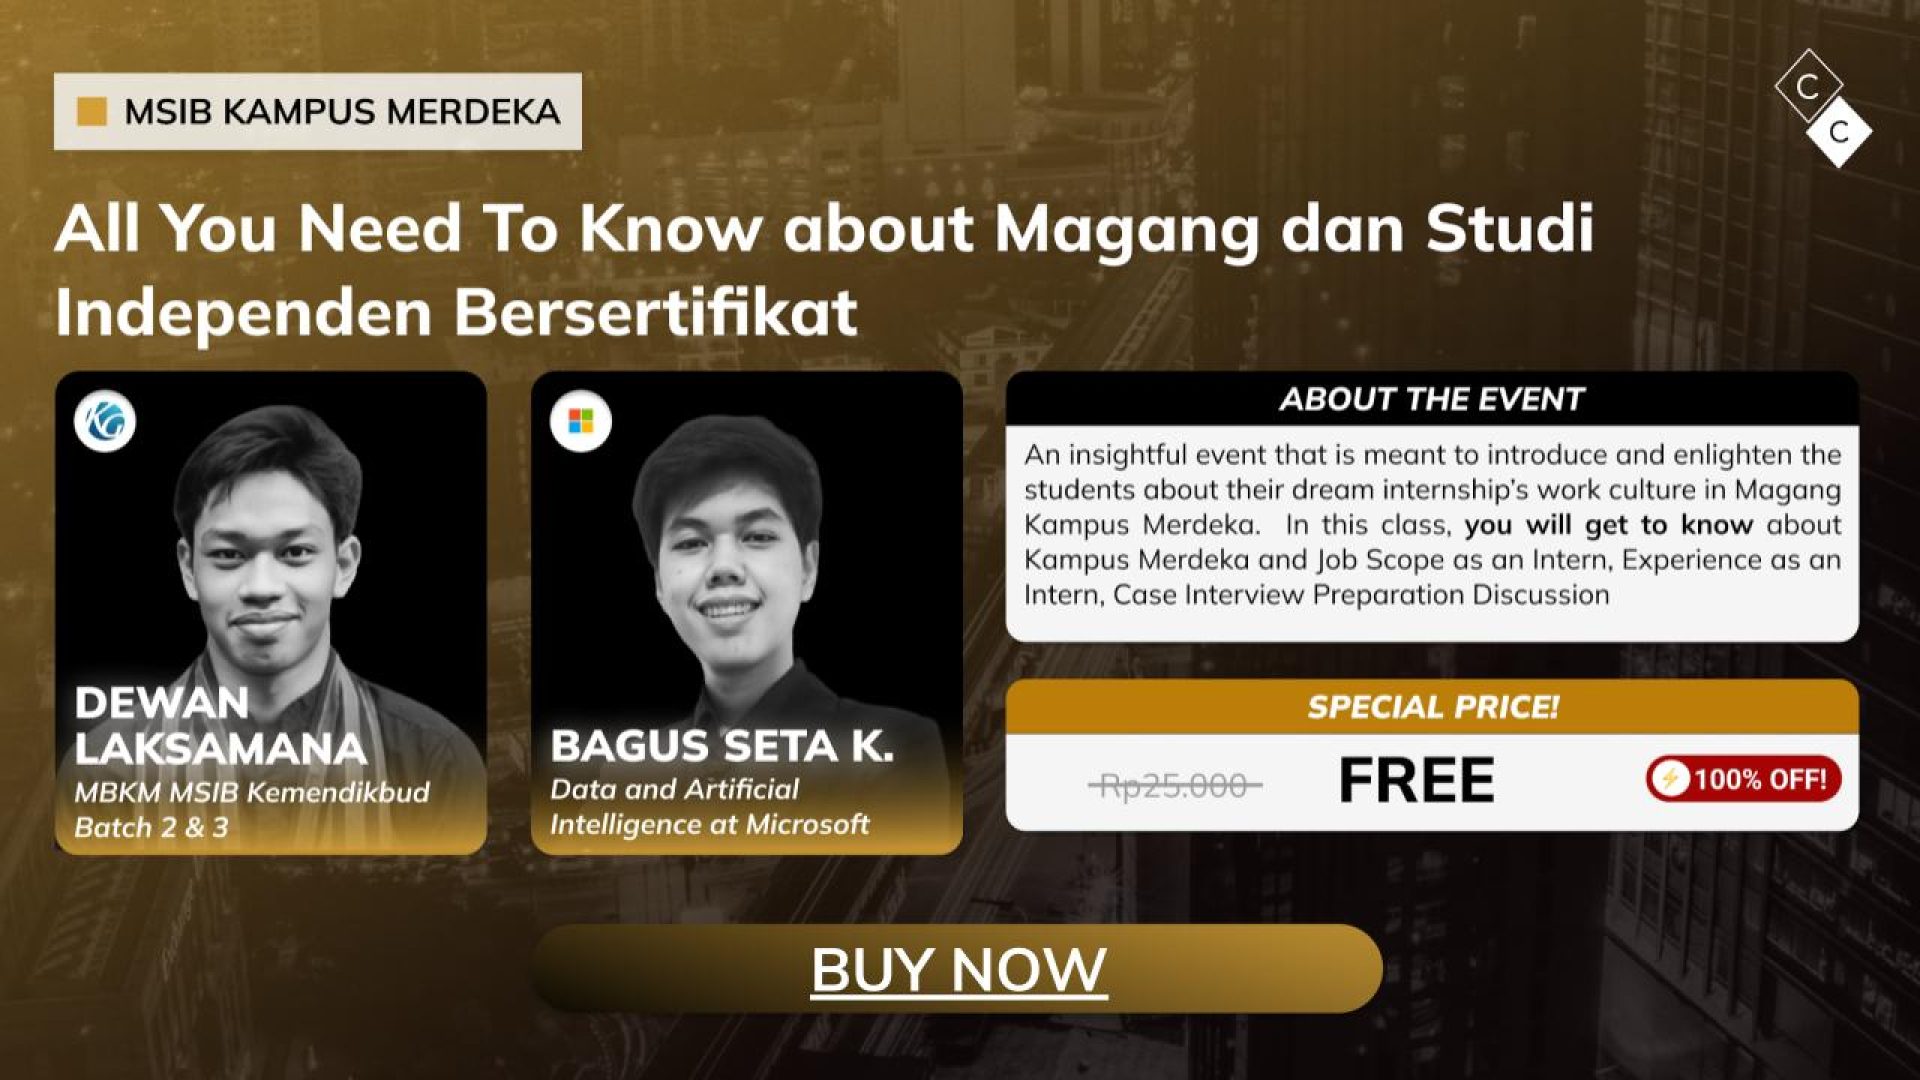 MSIB KAMPUS MERDEKA
C
C
All You Need To Know about Magang dan Studi
Independen Bersertifikat
KG
DEWAN
LAKSAMANA
MBKM MSIB Kemendikbud
Batch 2 & 3
BAGUS SETA K.
Data and Artificial
Intelligence at Microsoft
ABOUT THE EVENT
An insightful event that is meant to introduce and enlighten the
students about their dream internship's work culture in Magang
Kampus Merdeka.  In this class, you will get to know about
Kampus Merdeka and Job Scope as an Intern, Experience as an
Intern, Case Interview Preparation Discussion
SPECIAL PRICE!
Rp25.000 FREE 100% OFF!
BUY NOW